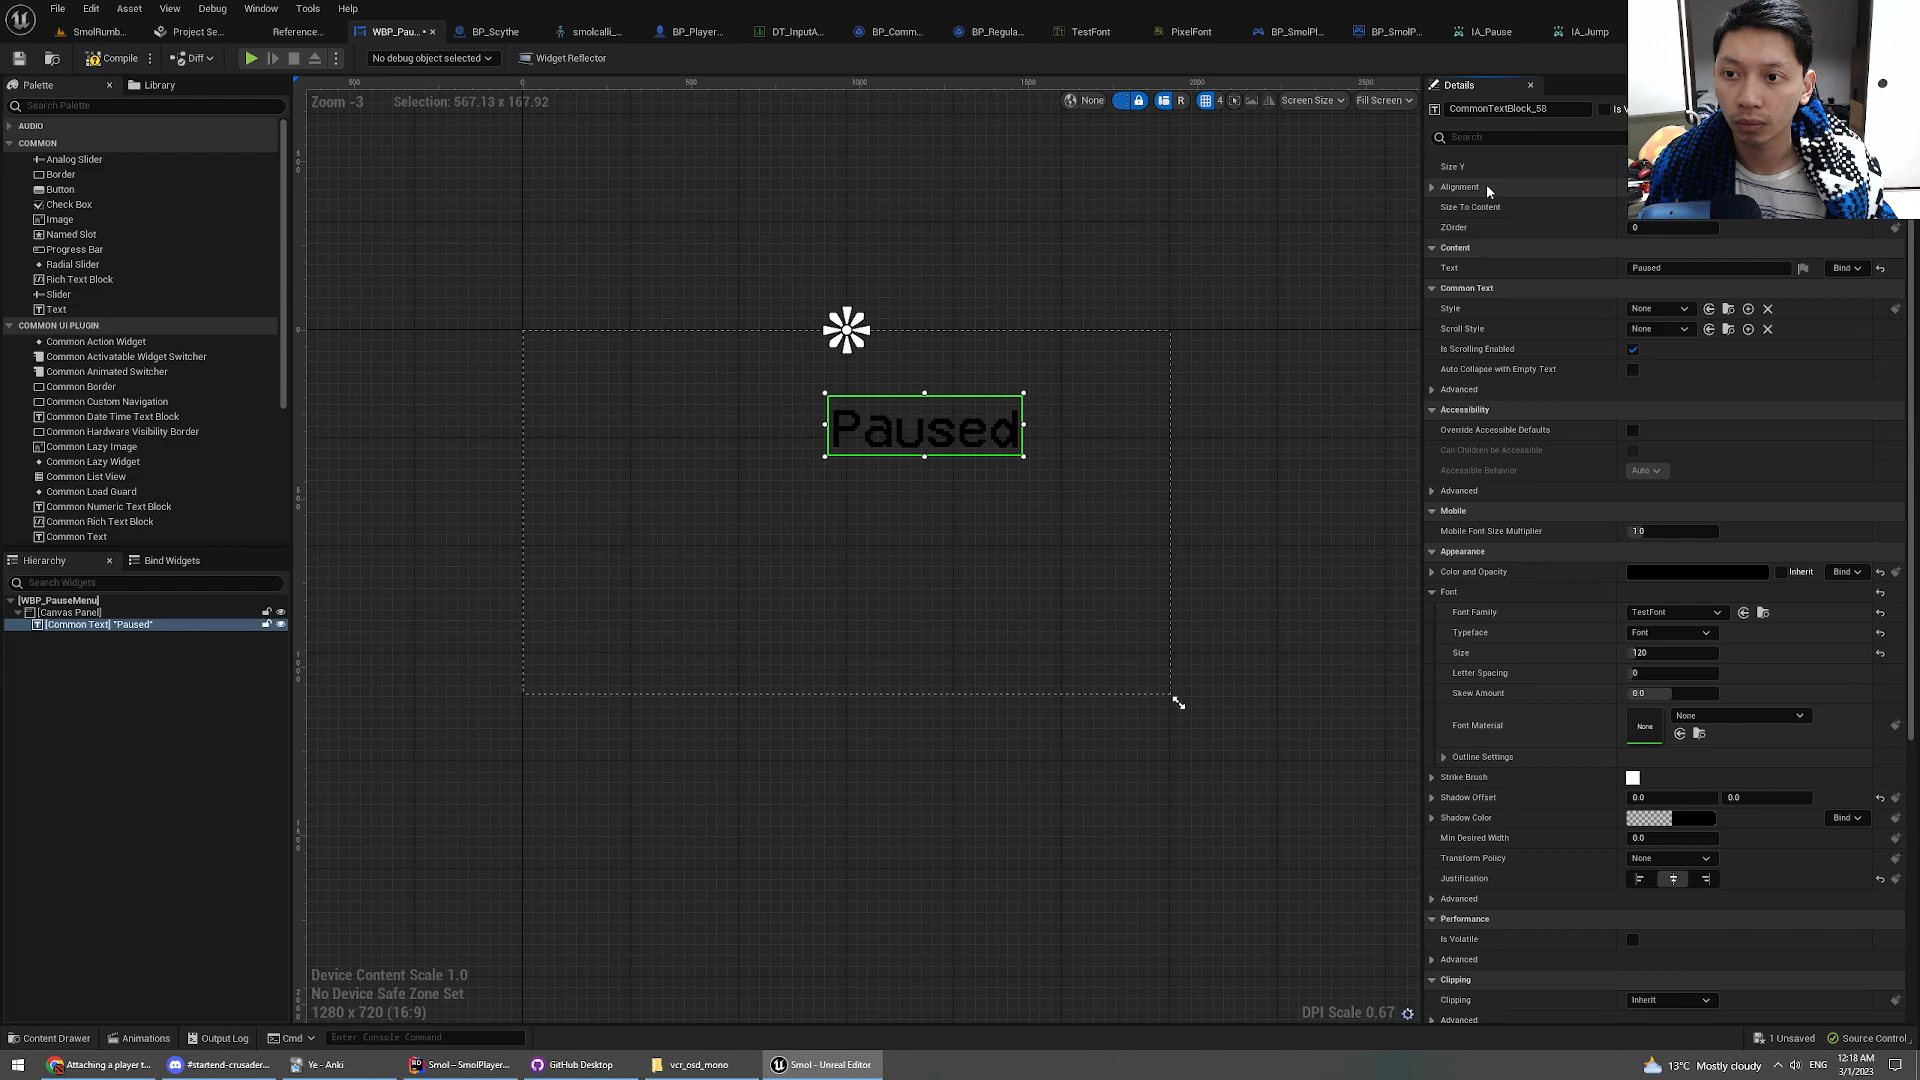 File Edit Asset View Debug Window Tools Help
SmolRumb... Project Se... Reference... WBP_Pau... BP_Scythe smolcalli_... BP_Player... DT_InputA... BP_Comm... BP_Regula... TestFont PixelFont BP_SmolPl... BP_SmolP... IA_Pause IA_Jump
Compile Diff No debug object selected Widget Reflector
Palette Library
Search Palette
AUDIO
COMMON
Analog Slider
Border
Button
Check Box
Image
Named Slot
Progress Bar
Radial Slider
Rich Text Block
Slider
Text
COMMON UI PLUGIN
Common Action Widget
Common Activatable Widget Switcher
Common Animated Switcher
Common Border
Common Custom Navigation
Common Date Time Text Block
Common Hardware Visibility Border
Common Lazy Image
Common Lazy Widget
Common List View
Common Load Guard
Common Numeric Text Block
Common Rich Text Block
Common Text
Hierarchy Bind Widgets
Search Widgets
[WBP_PauseMenu]
[Canvas Panel]
[Common Text] "Paused"
500 0 500 1000 1500 2000 2500
Zoom -3 Selection: 567.13 x 167.92
None R 4 Screen Size Fill Screen
Paused
Device Content Scale 1.0
No Device Safe Zone Set
1280 x 720 (16:9)
DPI Scale 0.67
Details
CommonTextBlock_58 Is V
Search
Size Y
Alignment
Size To Content
ZOrder 0
Content
Text Paused Bind
Common Text
Style None
Scroll Style None
Is Scrolling Enabled
Auto Collapse with Empty Text
Advanced
Accessibility
Override Accessible Defaults
Can Children be Accessible
Accessible Behavior Auto
Advanced
Mobile
Mobile Font Size Multiplier 1.0
Appearance
Color and Opacity Inherit Bind
Font
Font Family TestFont
Typeface Font
Size 120
Letter Spacing 0
Skew Amount 0.0
Font Material None None
Outline Settings
Strike Brush
Shadow Offset 0.0 0.0
Shadow Color Bind
Min Desired Width 0.0
Transform Policy None
Justification
Advanced
Performance
Is Volatile
Advanced
Clipping
Clipping Inherit
Advanced
Content Drawer Animations Output Log Cmd Enter Console Command 1 Unsaved Source Control
Attaching a player t... #startend-crusader... Ye - Anki Smol – SmolPlayer... GitHub Desktop vcr_osd_mono Smol - Unreal Editor 13°C Mostly cloudy ENG 12:18 AM
3/1/2023